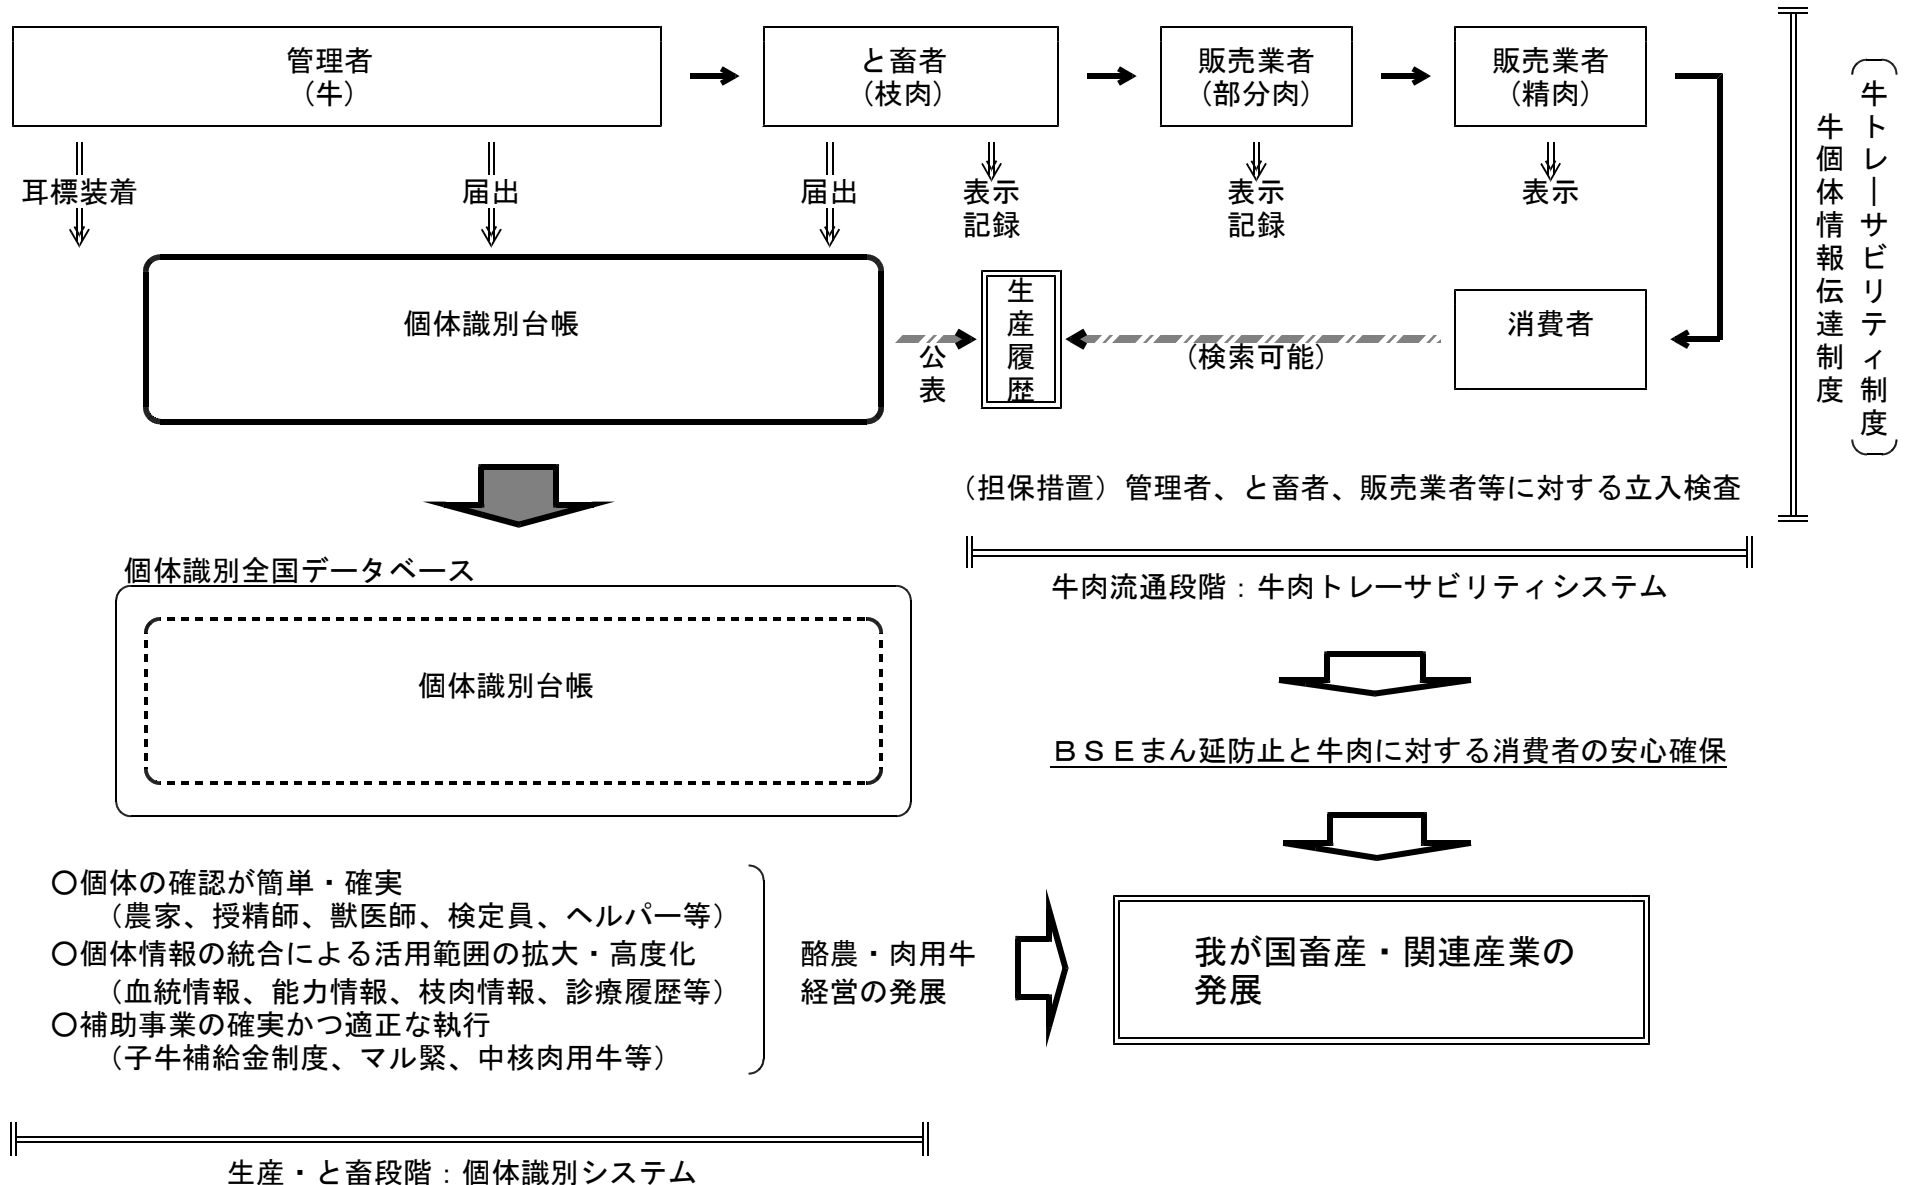 管理者
（牛）
と畜者
（枝肉）
販売業者
（部分肉）
販売業者
（精肉）
耳標装着
届出
届出
表示
記録
表示
記録
表示
個体識別台帳
公表
生産履歴
（検索可能）
消費者
（担保措置）管理者、と畜者、販売業者等に対する立入検査
牛個体情報伝達制度
（牛トレーサビリティ制度）
牛肉流通段階：牛肉トレーサビリティシステム
個体識別全国データベース
個体識別台帳
ＢＳＥまん延防止と牛肉に対する消費者の安心確保
○個体の確認が簡単・確実
（農家、授精師、獣医師、検定員、ヘルパー等）
○個体情報の統合による活用範囲の拡大・高度化
（血統情報、能力情報、枝肉情報、診療履歴等）
○補助事業の確実かつ適正な執行
（子牛補給金制度、マル緊、中核肉用牛等）
酪農・肉用牛
経営の発展
我が国畜産・関連産業の
発展
生産・と畜段階：個体識別システム